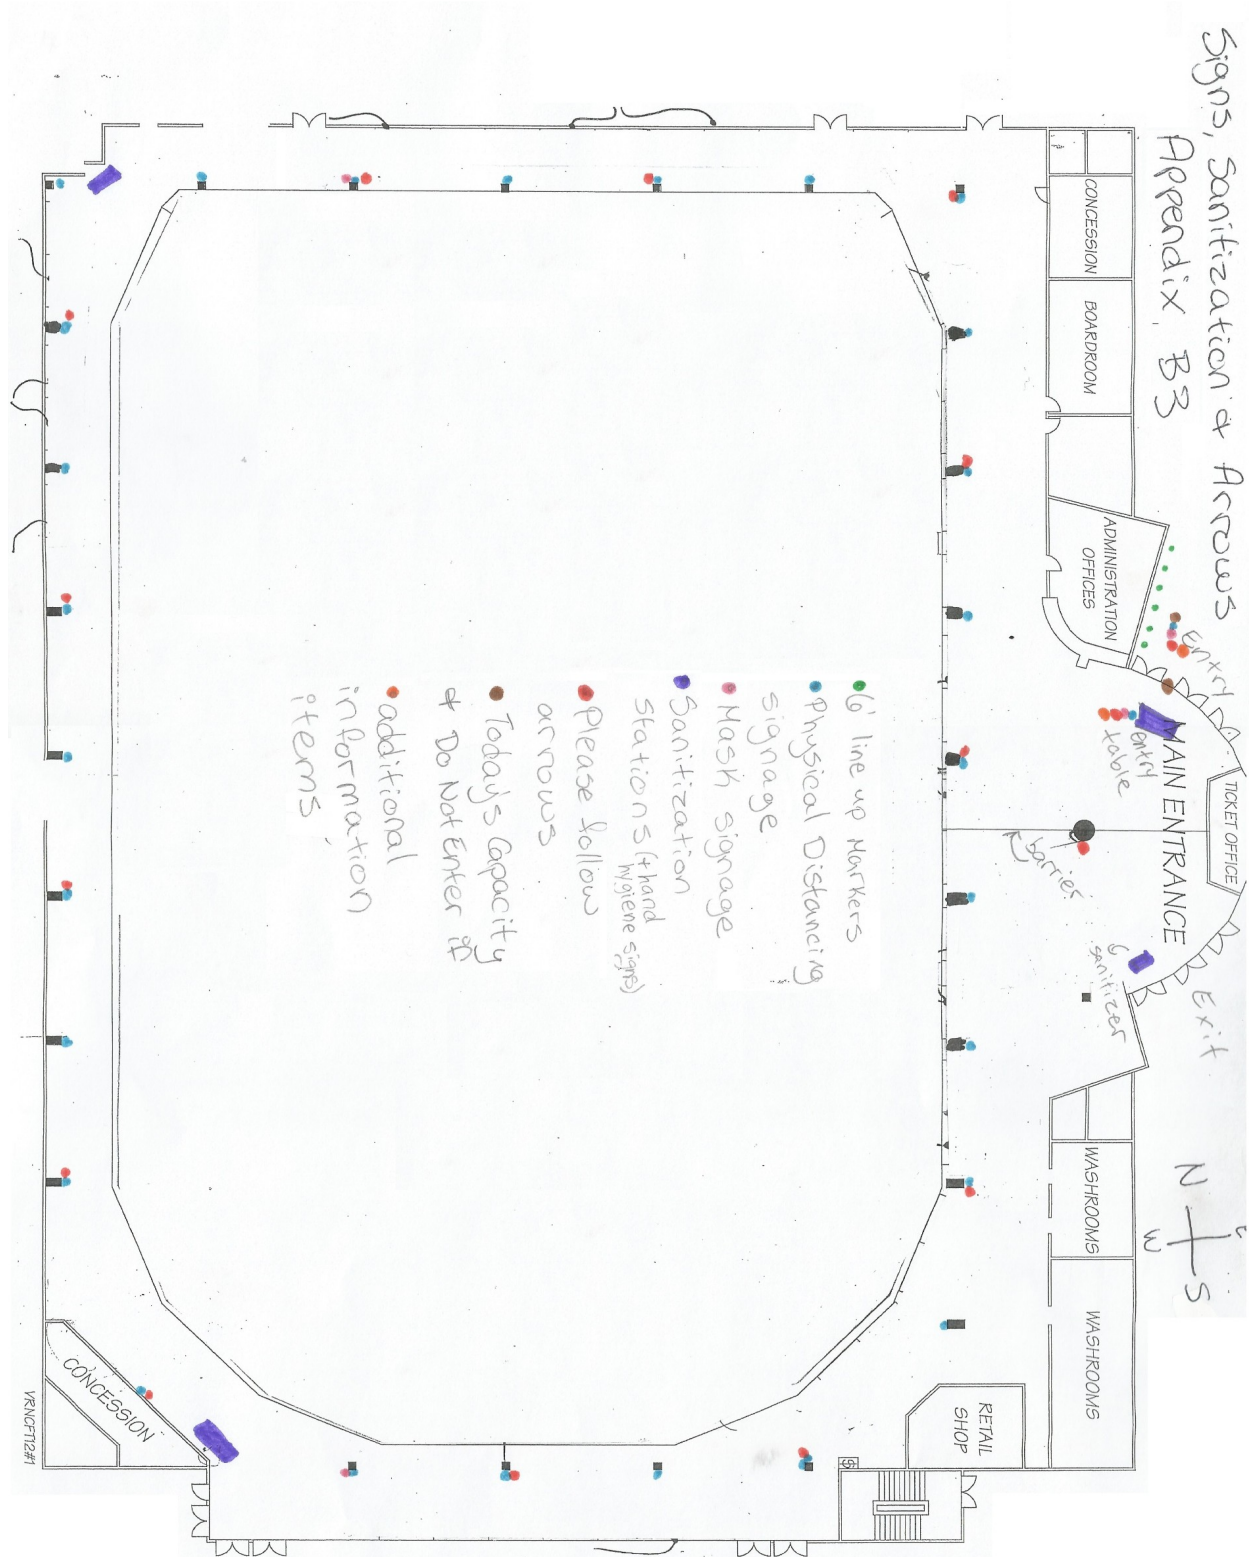 Signs, Sanitization & Arrows
Appendix B3
CONCESSION
BOARDROOM
ADMINISTRATION
OFFICES
Entry
MAIN ENTRANCE
entry
table
TICKET OFFICE
barrier
sanitizer
Exit
N
E
W
S
WASHROOMS
WASHROOMS
RETAIL
SHOP
6' line up Markers
Physical Distancing
signage
Mask signage
Sanitization
Stations (+hand
hygiene signs)
Please follow
arrows
Today's Capacity
& Do Not Enter if
additional
information
items
CONCESSION
VRNCFT12#1